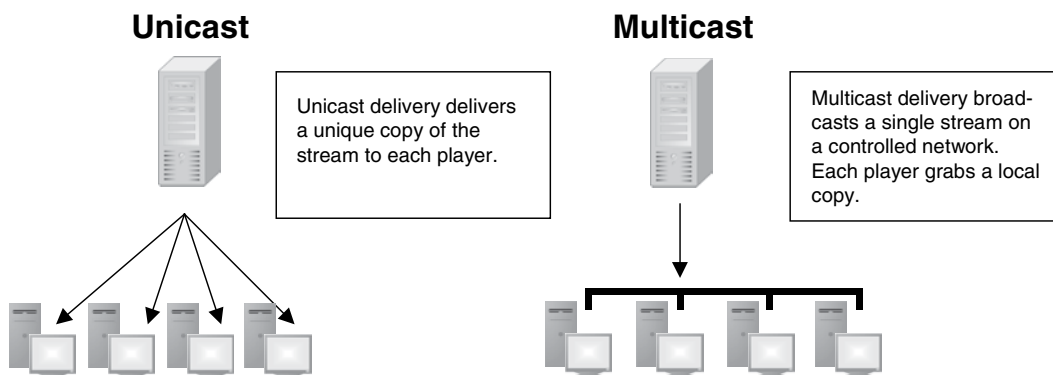 Unicast
Unicast delivery delivers
a unique copy of the
stream to each player.
Multicast
Multicast delivery broad-
casts a single stream on
a controlled network.
Each player grabs a local
copy.